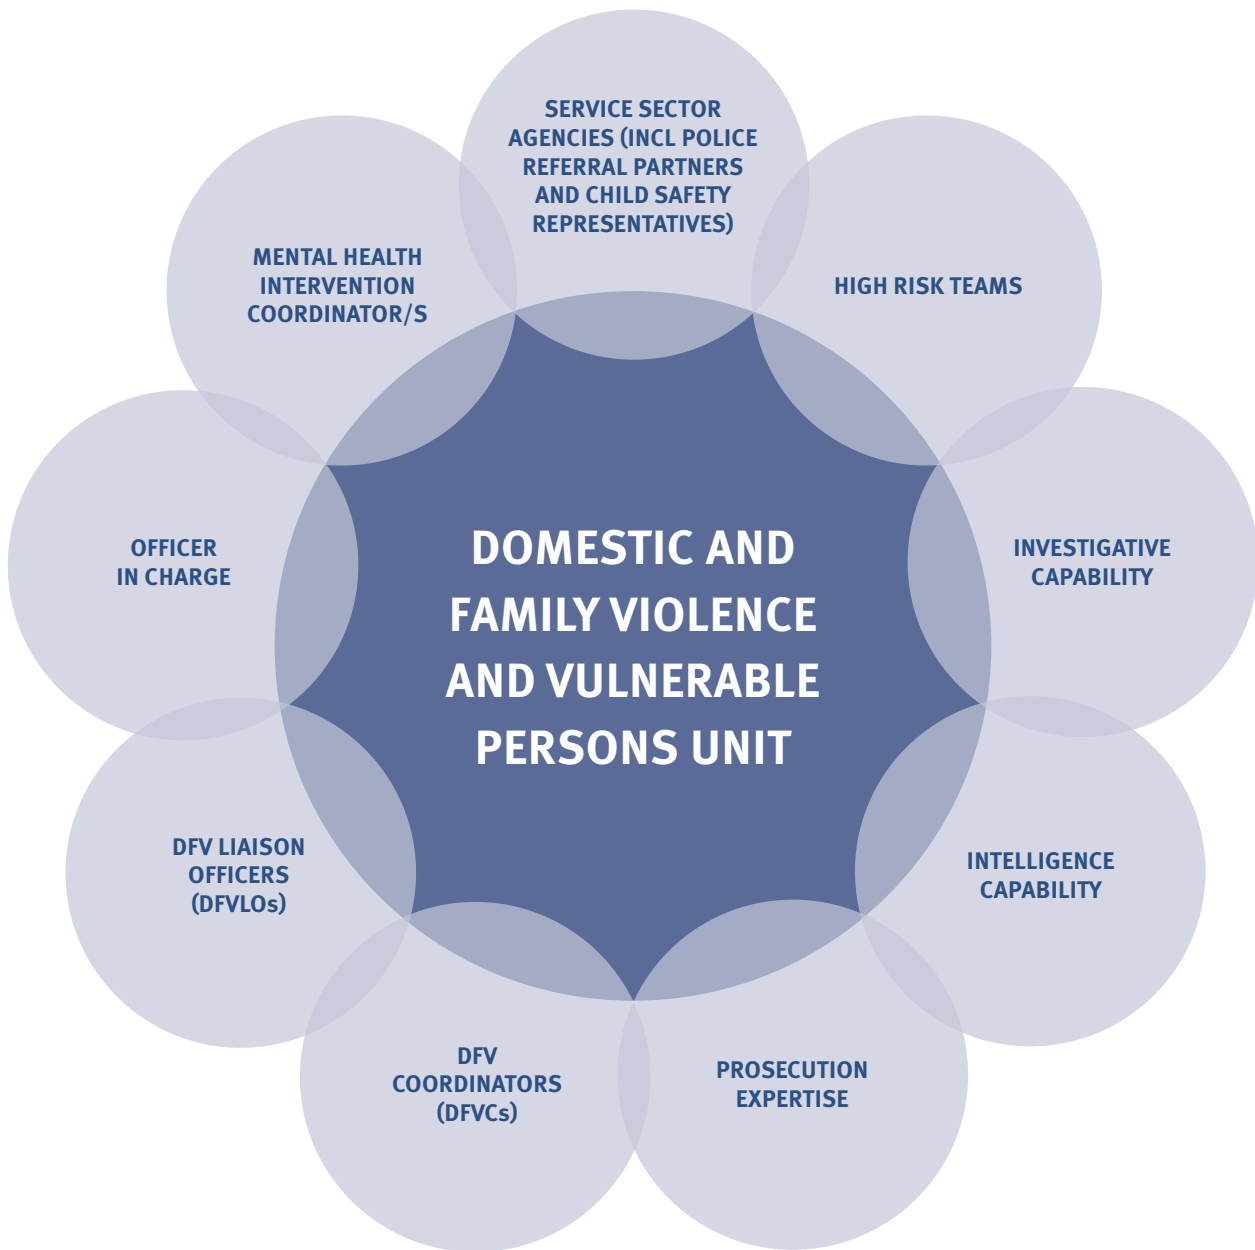 SERVICE SECTOR
AGENCIES (INCL POLICE
REFERRAL PARTNERS
AND CHILD SAFETY
REPRESENTATIVES)
HIGH RISK TEAMS
INVESTIGATIVE
CAPABILITY
INTELLIGENCE
CAPABILITY
PROSECUTION
EXPERTISE
DFV
COORDINATORS
(DFVCs)
DFV LIAISON
OFFICERS
(DFVLOs)
OFFICER
IN CHARGE
MENTAL HEALTH
INTERVENTION
COORDINATOR/S
DOMESTIC AND
FAMILY VIOLENCE
AND VULNERABLE
PERSONS UNIT